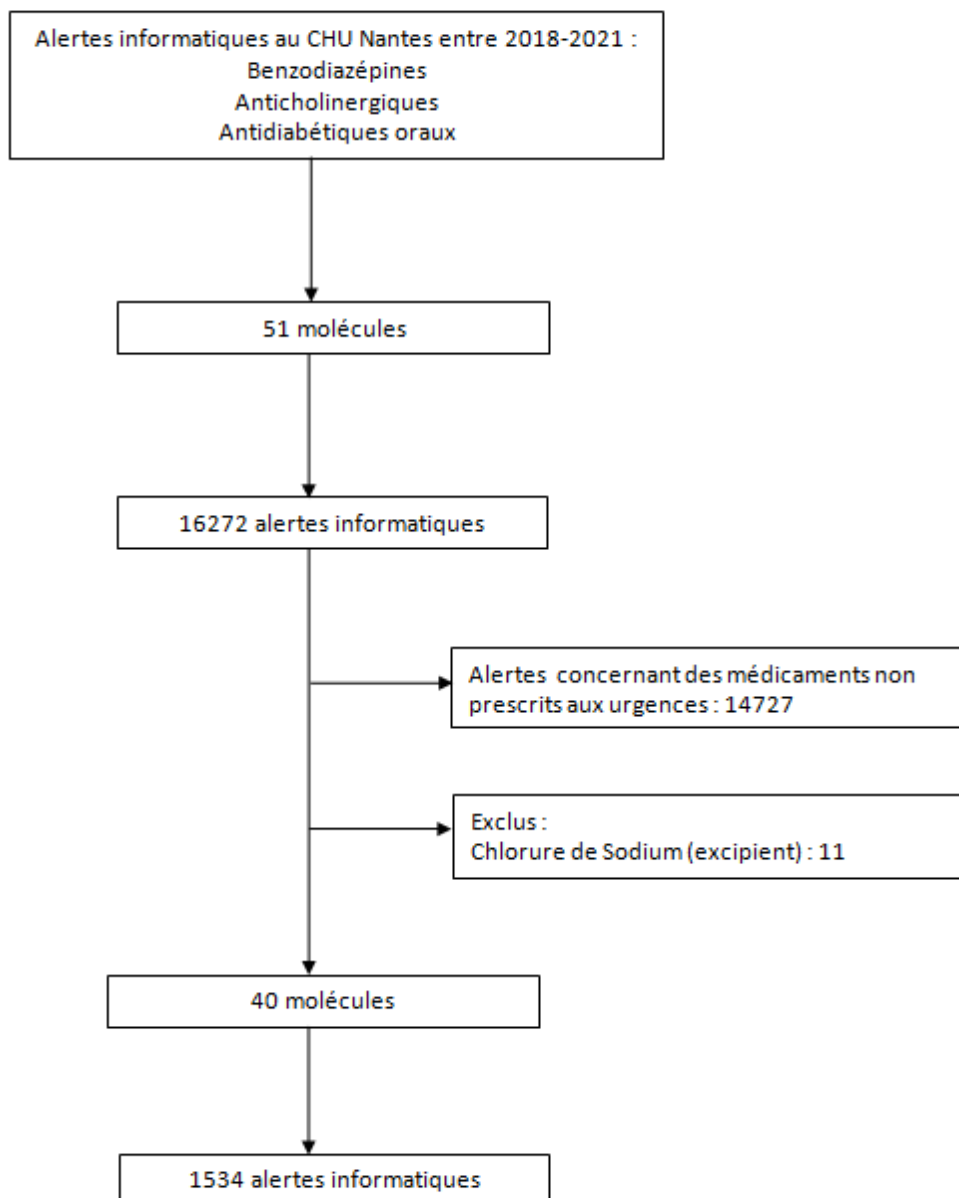 Alertes informatiques au CHU Nantes entre 2018-2021 :
Benzodiazépines
Anticholinergiques
Antidiabétiques oraux
51 molécules
16272 alertes informatiques
Alertes concernant des médicaments non
prescrits aux urgences : 14727
Exclus :
Chlorure de Sodium (excipient) : 11
40 molécules
1534 alertes informatiques